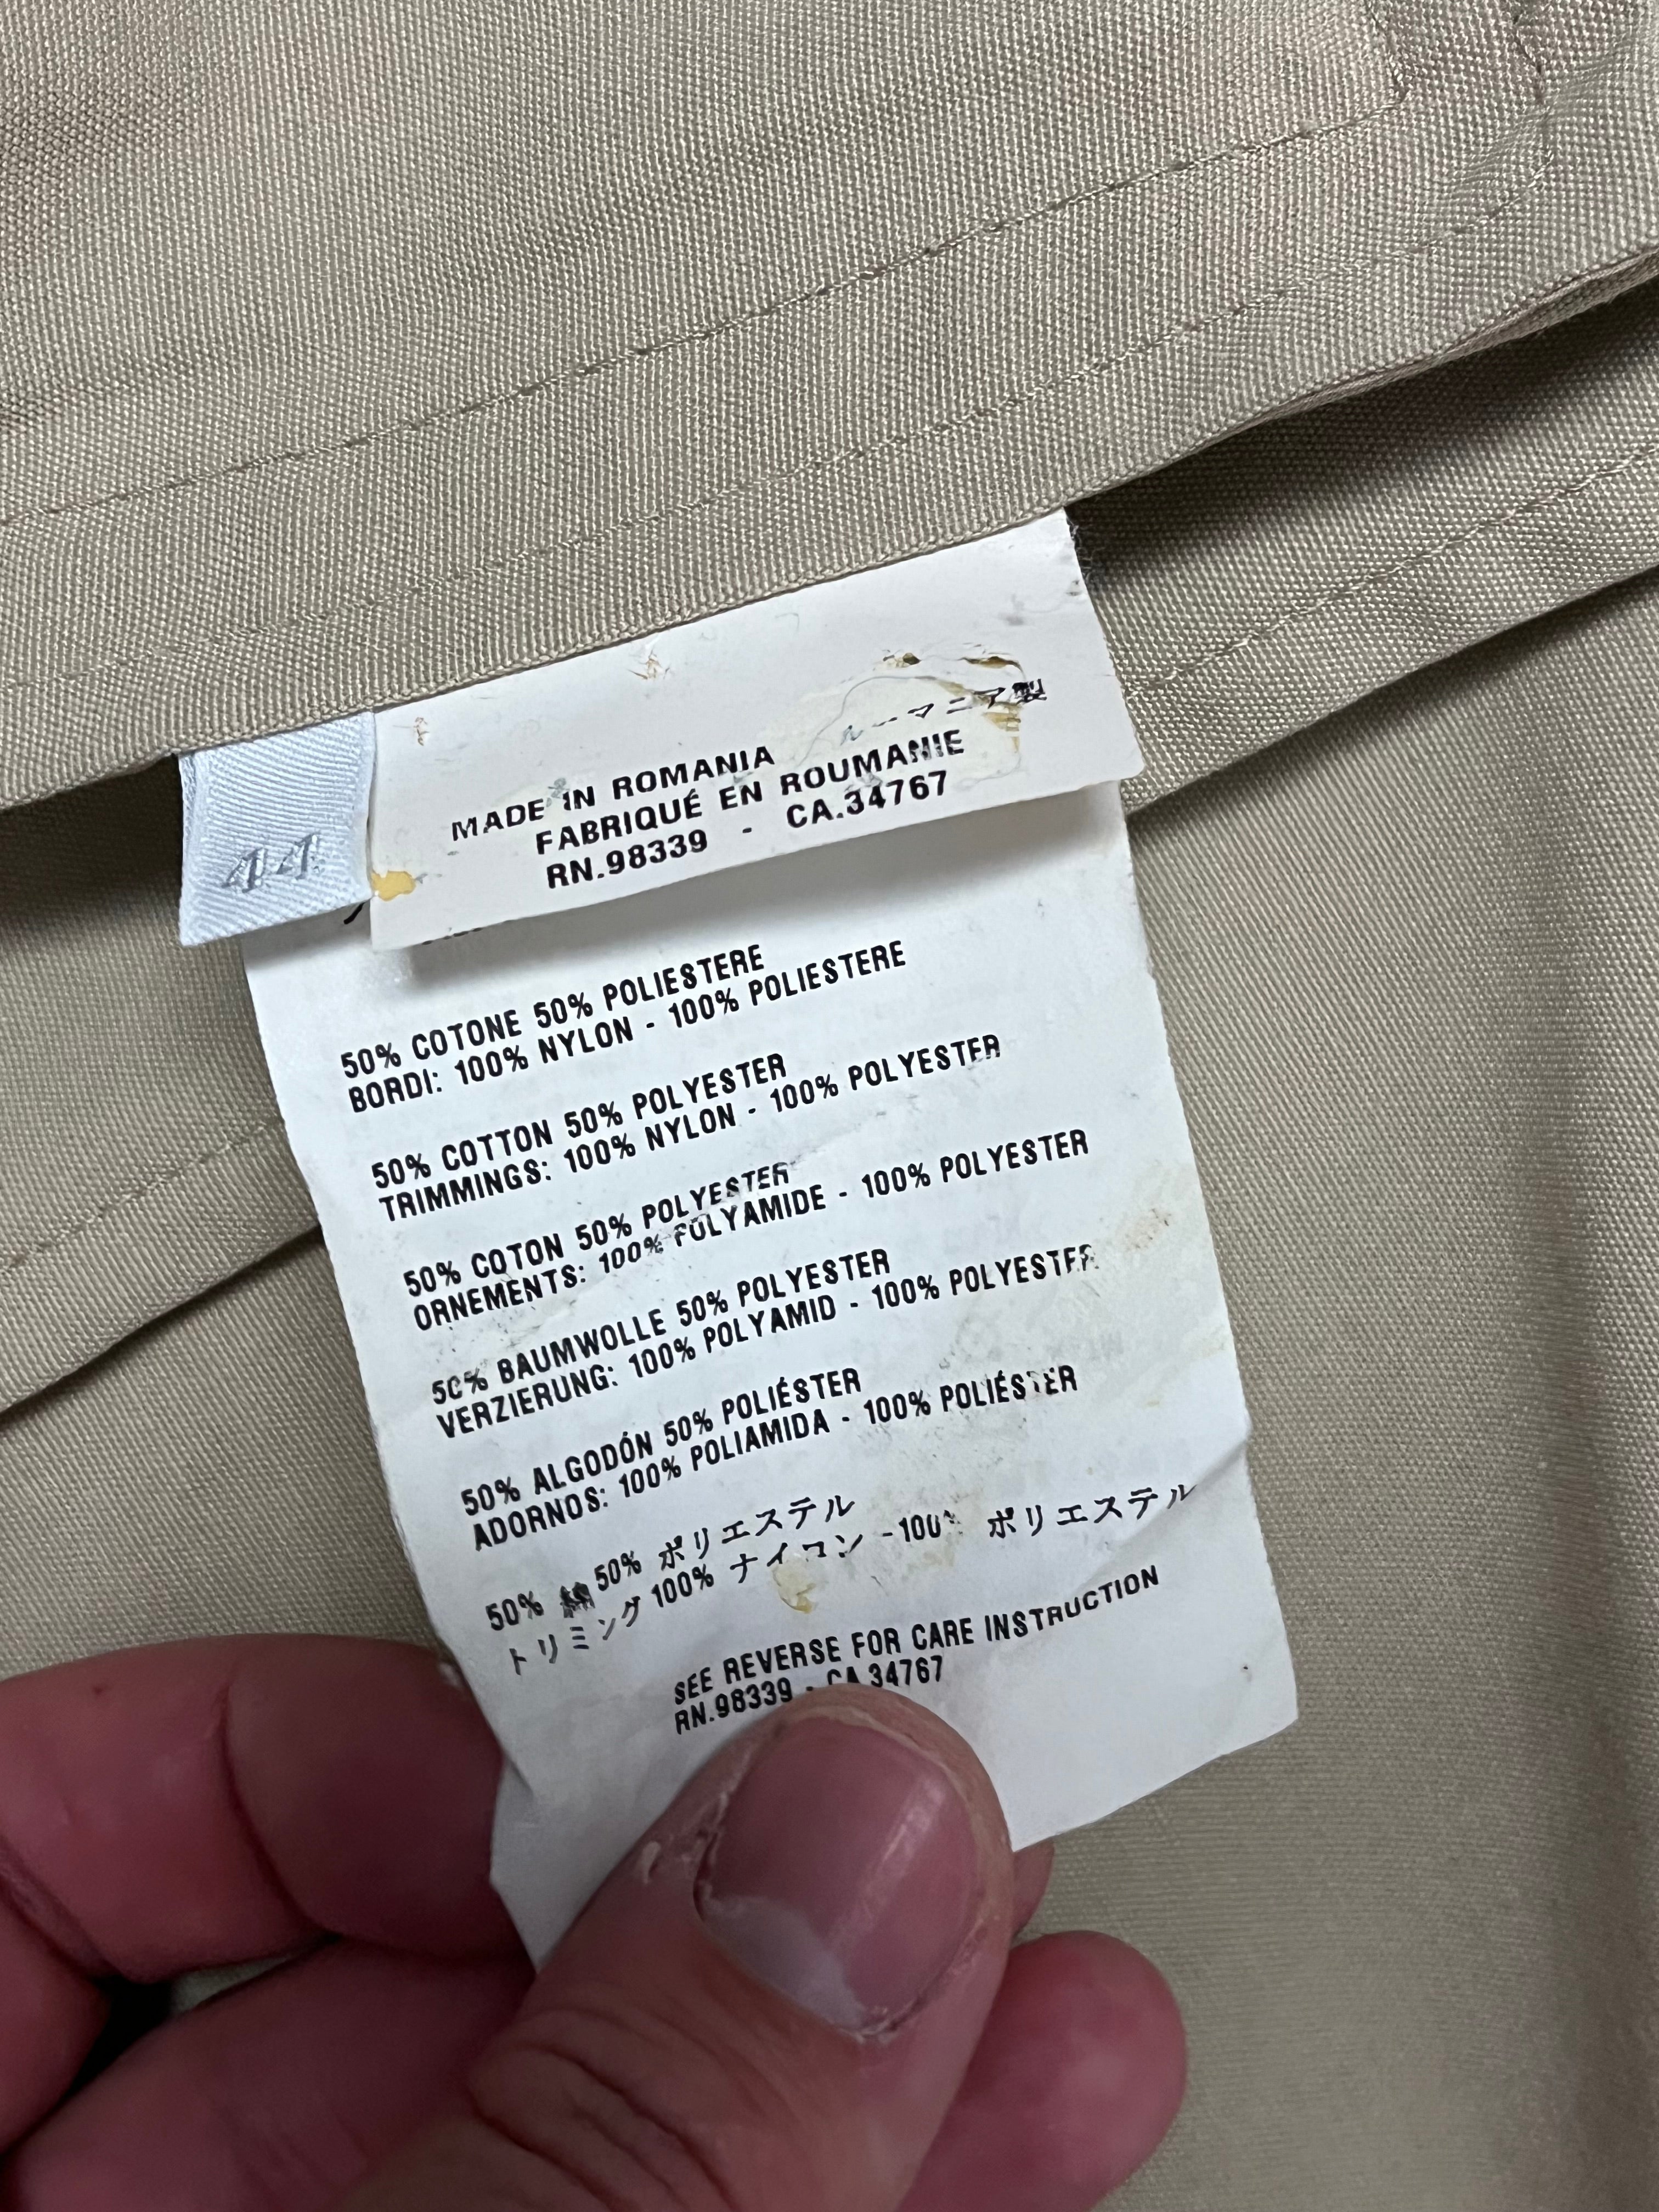 ルーマニア製
MADE IN ROMANIA
FABRIQUÉ EN ROUMANIE
RN.98339 - CA.34767
44
50% COTONE 50% POLIESTERE
BORDI: 100% NYLON - 100% POLIESTERE
50% COTTON 50% POLYESTER
TRIMMINGS: 100% NYLON - 100% POLYESTER
50% COTON 50% POLYESTER
ORNEMENTS: 100% POLYAMIDE - 100% POLYESTER
50% BAUMWOLLE 50% POLYESTER
VERZIERUNG: 100% POLYAMID - 100% POLYESTER
50% ALGODÓN 50% POLIÉSTER
ADORNOS: 100% POLIAMIDA - 100% POLIÉSTER
50% 綿 50% ポリエステル
トリミング 100% ナイロン -100% ポリエステル
SEE REVERSE FOR CARE INSTRUCTION
RN.98339 - CA.34767